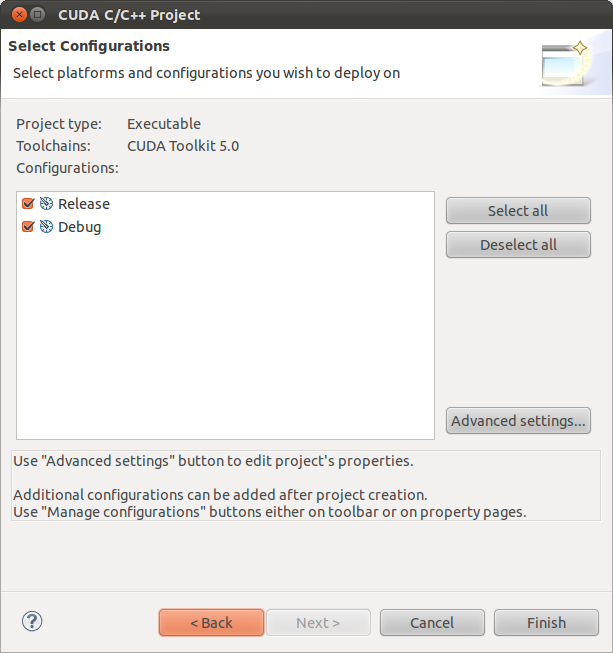 CUDA C/C++ Project
Select Configurations
Select platforms and configurations you wish to deploy on
Project type: Executable
Toolchains: CUDA Toolkit 5.0
Configurations:
Release
Debug
Select all
Deselect all
Advanced settings...
Use "Advanced settings" button to edit project's properties.
Additional configurations can be added after project creation.
Use "Manage configurations" buttons either on toolbar or on property pages.
?
< Back
Next >
Cancel
Finish